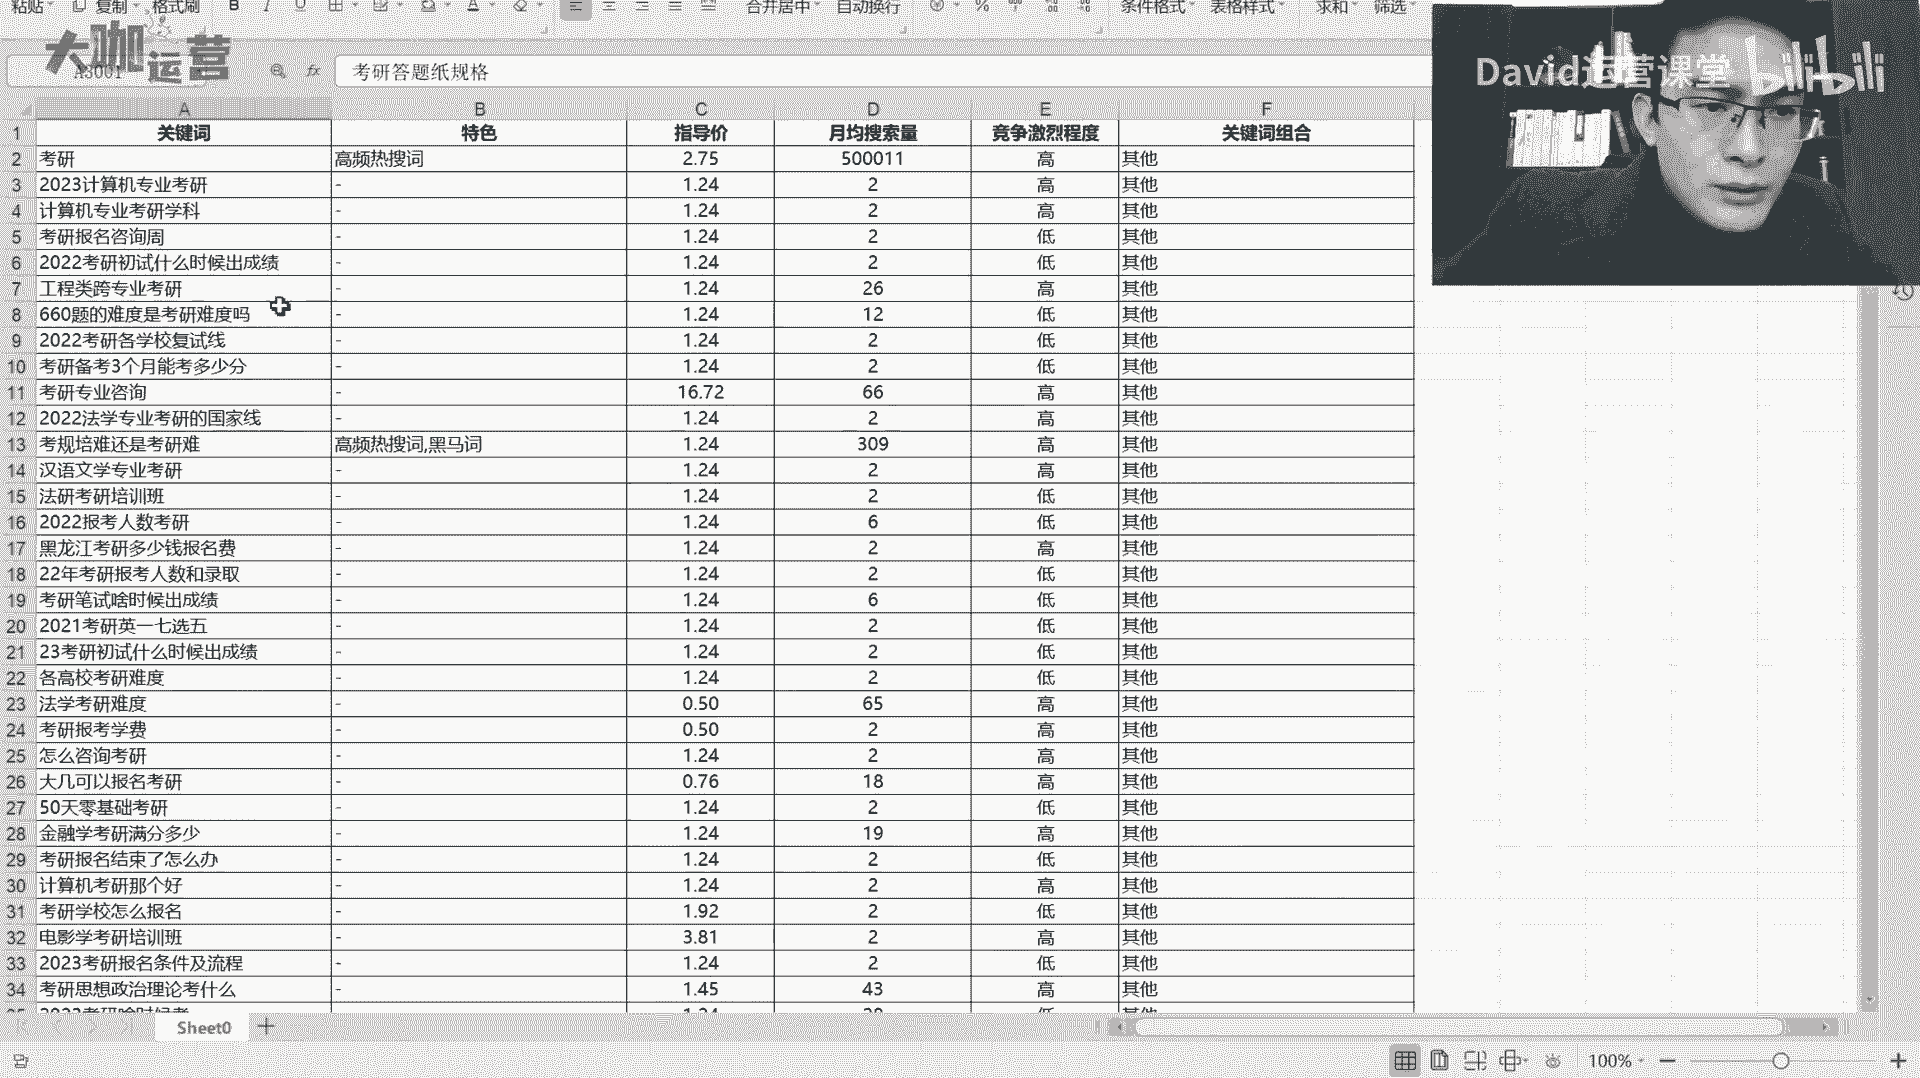 粘贴 复制 格式刷 B I U A 合并居中 自动换行 % 条件格式 表格样式 求和 筛选
大咖运营
A3001 fx 考研答题纸规格
David运营课堂 bilibili
A B C D E F
1 关键词 特色 指导价 月均搜索量 竞争激烈程度 关键词组合
2 考研 高频热搜词 2.75 500011 高 其他
3 2023计算机专业考研 - 1.24 2 高 其他
4 计算机专业考研学科 - 1.24 2 高 其他
5 考研报名咨询周 - 1.24 2 低 其他
6 2022考研初试什么时候出成绩 - 1.24 2 低 其他
7 工程类跨专业考研 - 1.24 26 高 其他
8 660题的难度是考研难度吗 - 1.24 12 低 其他
9 2022考研各学校复试线 - 1.24 2 低 其他
10 考研备考3个月能考多少分 - 1.24 2 低 其他
11 考研专业咨询 - 16.72 66 高 其他
12 2022法学专业考研的国家线 - 1.24 2 高 其他
13 考规培难还是考研难 高频热搜词,黑马词 1.24 309 高 其他
14 汉语文学专业考研 - 1.24 2 高 其他
15 法研考研培训班 - 1.24 2 低 其他
16 2022报考人数考研 - 1.24 6 低 其他
17 黑龙江考研多少钱报名费 - 1.24 2 高 其他
18 22年考研报考人数和录取 - 1.24 2 低 其他
19 考研笔试啥时候出成绩 - 1.24 6 低 其他
20 2021考研英一七选五 - 1.24 2 低 其他
21 23考研初试什么时候出成绩 - 1.24 2 低 其他
22 各高校考研难度 - 1.24 2 低 其他
23 法学考研难度 - 0.50 65 高 其他
24 考研报考学费 - 0.50 2 高 其他
25 怎么咨询考研 - 1.24 2 高 其他
26 大几可以报名考研 - 0.76 18 高 其他
27 50天零基础考研 - 1.24 2 低 其他
28 金融学考研满分多少 - 1.24 19 高 其他
29 考研报名结束了怎么办 - 1.24 2 低 其他
30 计算机考研那个好 - 1.24 2 高 其他
31 考研学校怎么报名 - 1.92 2 低 其他
32 电影学考研培训班 - 3.81 2 高 其他
33 2023考研报名条件及流程 - 1.24 2 低 其他
34 考研思想政治理论考什么 - 1.45 43 高 其他
Sheet0
100%